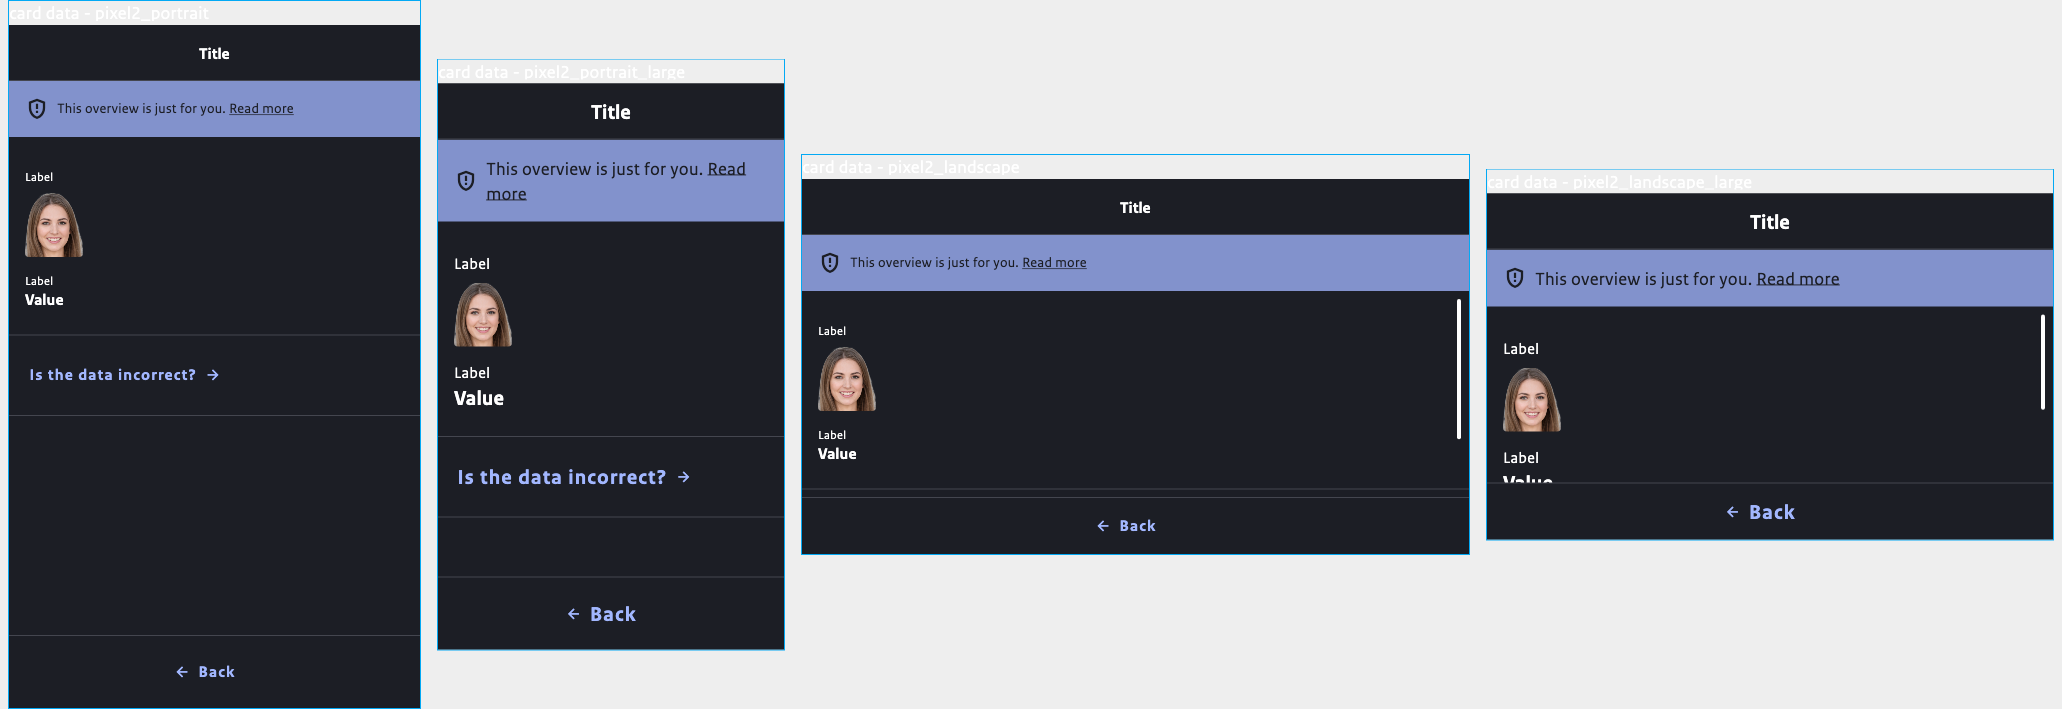 card data - pixel2_portrait
Title
This overview is just for you. Read more
Label
Label
Value
Is the data incorrect?
Back
card data - pixel2_portrait_large
Title
This overview is just for you. Read
more
Label
Label
Value
Is the data incorrect?
Back
card data - pixel2_landscape
Title
This overview is just for you. Read more
Label
Label
Value
Back
card data - pixel2_landscape_large
Title
This overview is just for you. Read more
Label
Label
Value
Back